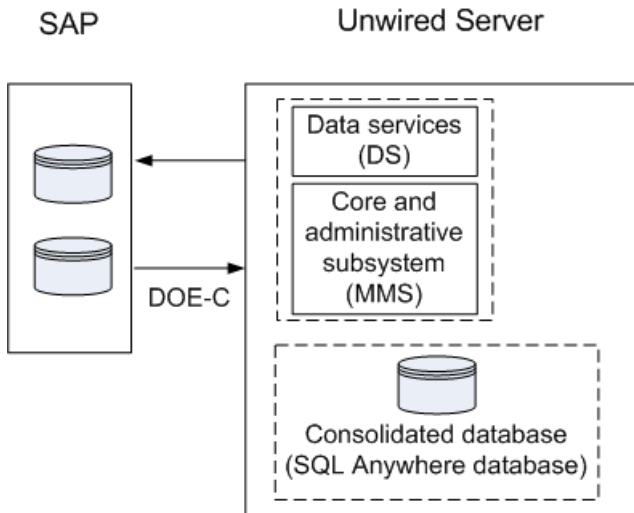 SAP
Unwired Server
Data services
(DS)
Core and
administrative
subsystem
(MMS)
DOE-C
Consolidated database
(SQL Anywhere database)